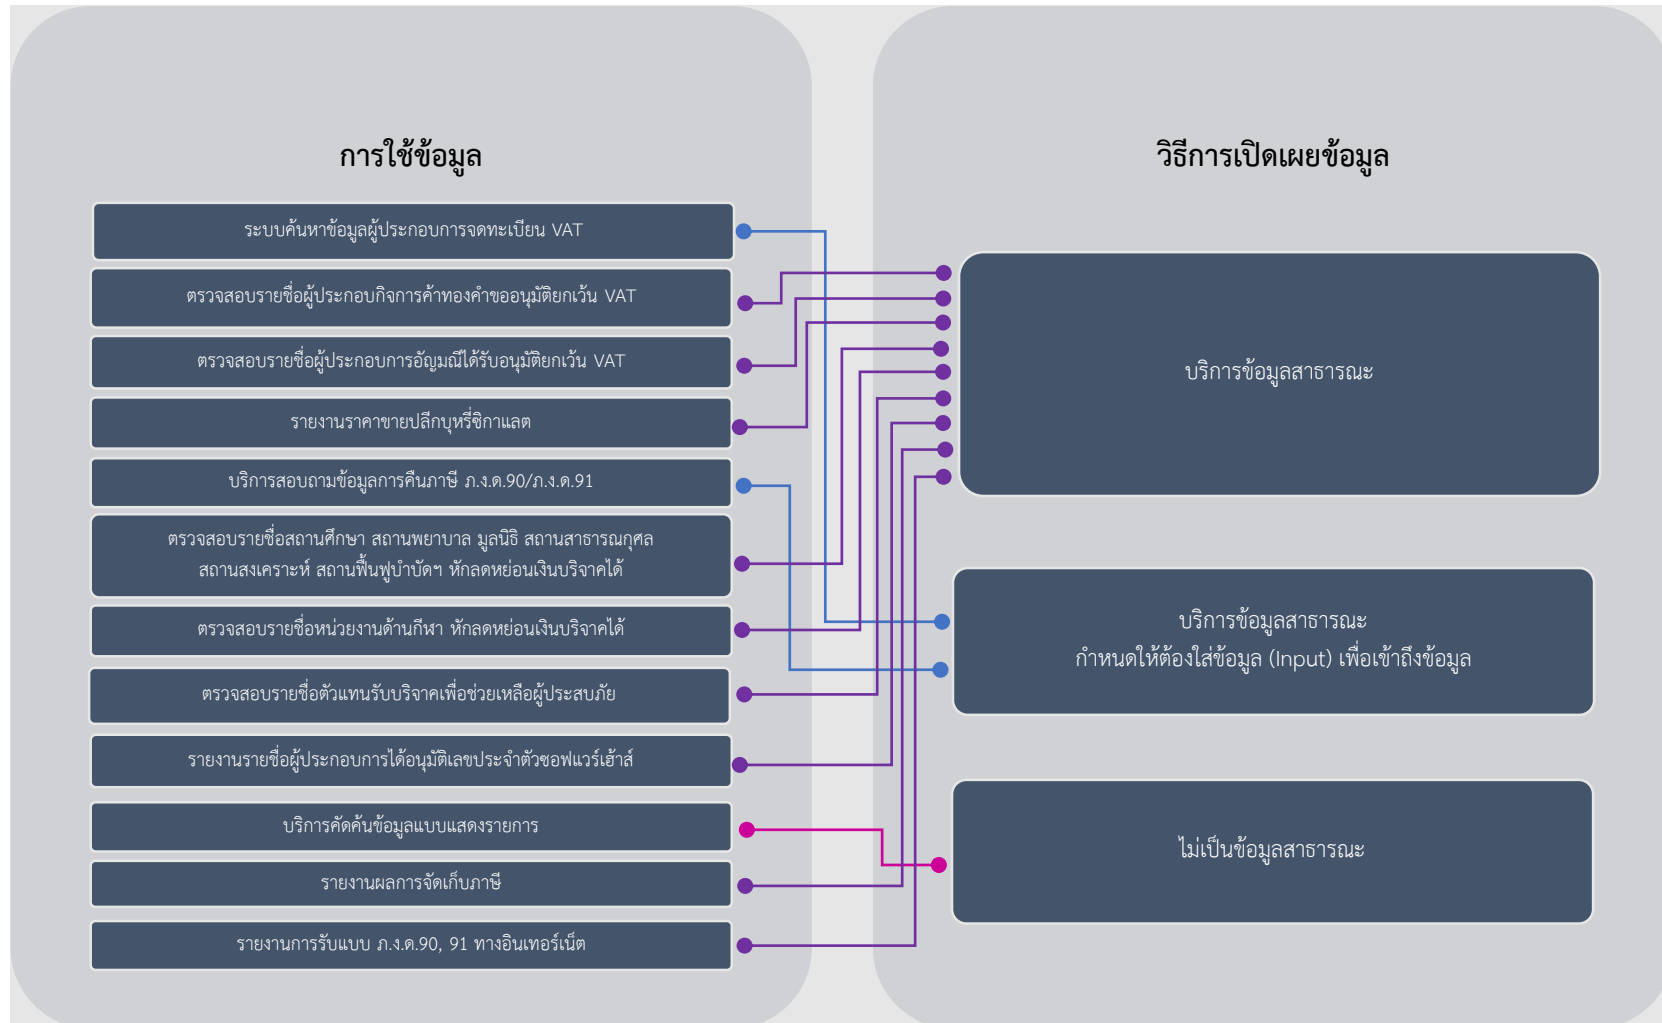 การใช้ข้อมูล
ระบบค้นหาข้อมูลผู้ประกอบการจดทะเบียน VAT
ตรวจสอบรายชื่อผู้ประกอบกิจการค้าทองคำขออนุมัติยกเว้น VAT
ตรวจสอบรายชื่อผู้ประกอบการอัญมณีได้รับอนุมัติยกเว้น VAT
รายงานราคาขายปลีกบุหรี่ซิกาแลต
บริการสอบถามข้อมูลการคืนภาษี ภ.ง.ด.90/ภ.ง.ด.91
ตรวจสอบรายชื่อสถานศึกษา สถานพยาบาล มูลนิธิ สถานสาธารณกุศล
สถานสงเคราะห์ สถานฟื้นฟูบำบัดฯ หักลดหย่อนเงินบริจาคได้
ตรวจสอบรายชื่อหน่วยงานด้านกีฬา หักลดหย่อนเงินบริจาคได้
ตรวจสอบรายชื่อตัวแทนรับบริจาคเพื่อช่วยเหลือผู้ประสบภัย
รายงานรายชื่อผู้ประกอบการได้อนุมัติเลขประจำตัวซอฟแวร์เฮ้าส์
บริการคัดค้นข้อมูลแบบแสดงรายการ
รายงานผลการจัดเก็บภาษี
รายงานการรับแบบ ภ.ง.ด.90, 91 ทางอินเทอร์เน็ต
วิธีการเปิดเผยข้อมูล
บริการข้อมูลสาธารณะ
บริการข้อมูลสาธารณะ
กำหนดให้ต้องใส่ข้อมูล (Input) เพื่อเข้าถึงข้อมูล
ไม่เป็นข้อมูลสาธารณะ